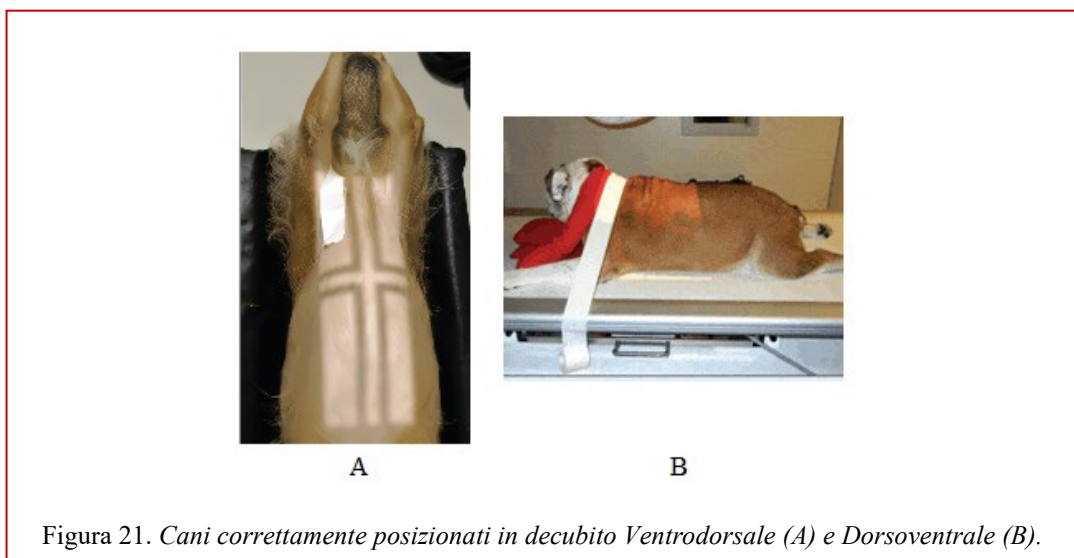 A
B
Figura 21. Cani correttamente posizionati in decubito Ventrodorsale (A) e Dorsoventrale (B).